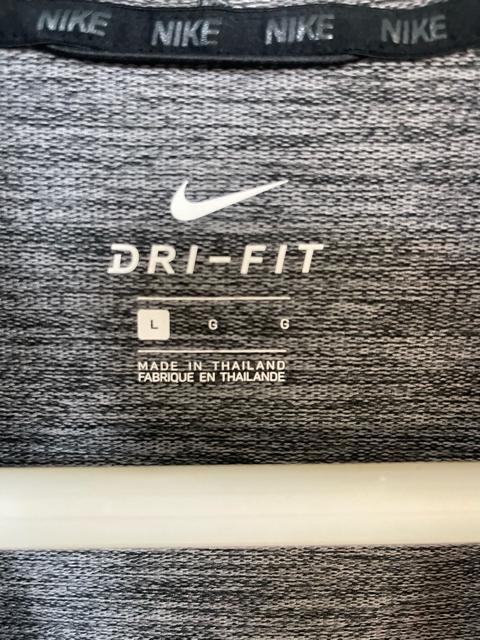 NIKE NIKE NIKE NIKE
DRI-FIT
L G G
MADE IN THAILAND
FABRIQUE EN THAILANDE